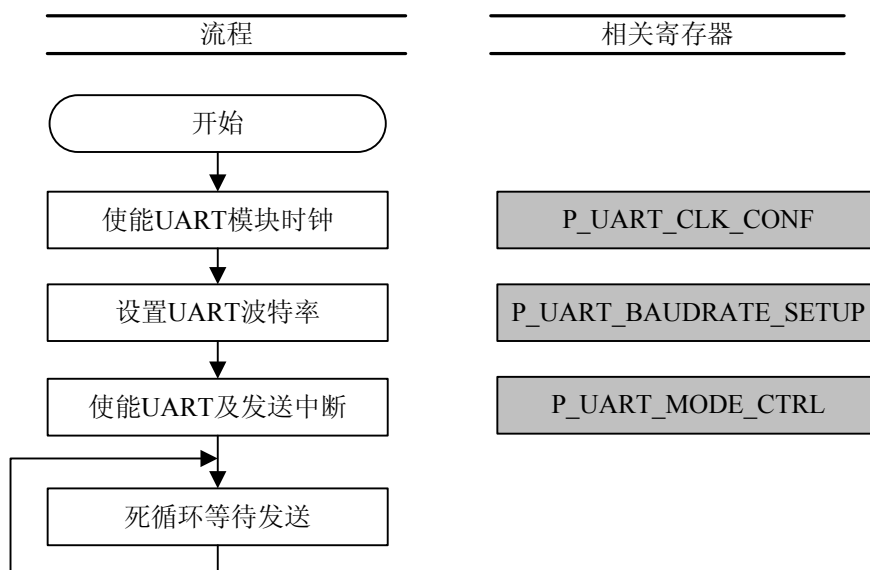 流程 相关寄存器
开始
使能UART模块时钟 P_UART_CLK_CONF
设置UART波特率 P_UART_BAUDRATE_SETUP
使能UART及发送中断 P_UART_MODE_CTRL
死循环等待发送